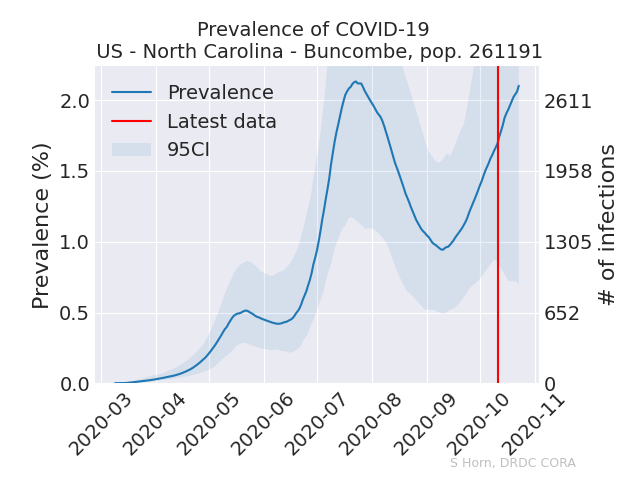 Prevalence of COVID-19
US - North Carolina - Buncombe, pop. 261191
Prevalence
Latest data
95CI
Prevalence (%)
2.0
1.5
1.0
0.5
0.0
2611
1958
1305
652
0
# of infections
2020-03
2020-04
2020-05
2020-06
2020-07
2020-08
2020-09
2020-10
2020-11
S Horn, DRDC CORA